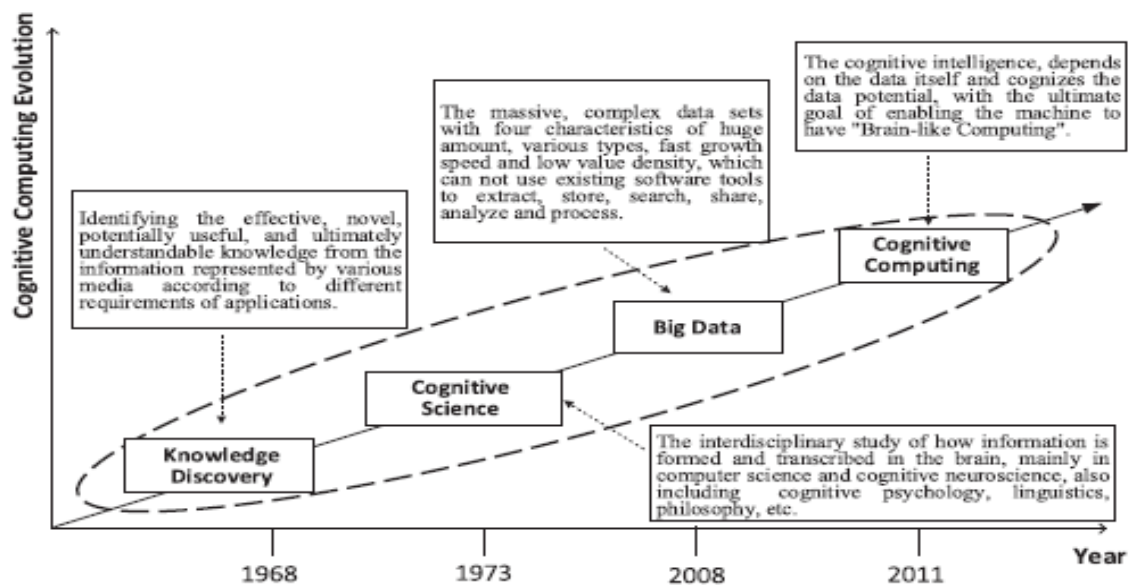 Cognitive Computing Evolution
The cognitive intelligence, depends
on the data itself and cognizes the
data potential, with the ultimate
goal of enabling the machine to
have "Brain-like Computing".
The massive, complex data sets
with four characteristics of huge
amount, various types, fast growth
speed and low value density, which
can not use existing software tools
to extract, store, search, share,
analyze and process.
Identifying the effective, novel,
potentially useful, and ultimately
understandable knowledge from the
information represented by various
media according to different
requirements of applications.
Cognitive
Computing
Big Data
Cognitive
Science
Knowledge
Discovery
The interdisciplinary study of how information is
formed and transcribed in the brain, mainly in
computer science and cognitive neuroscience, also
including cognitive psychology, linguistics,
philosophy, etc.
1968
1973
2008
2011
Year